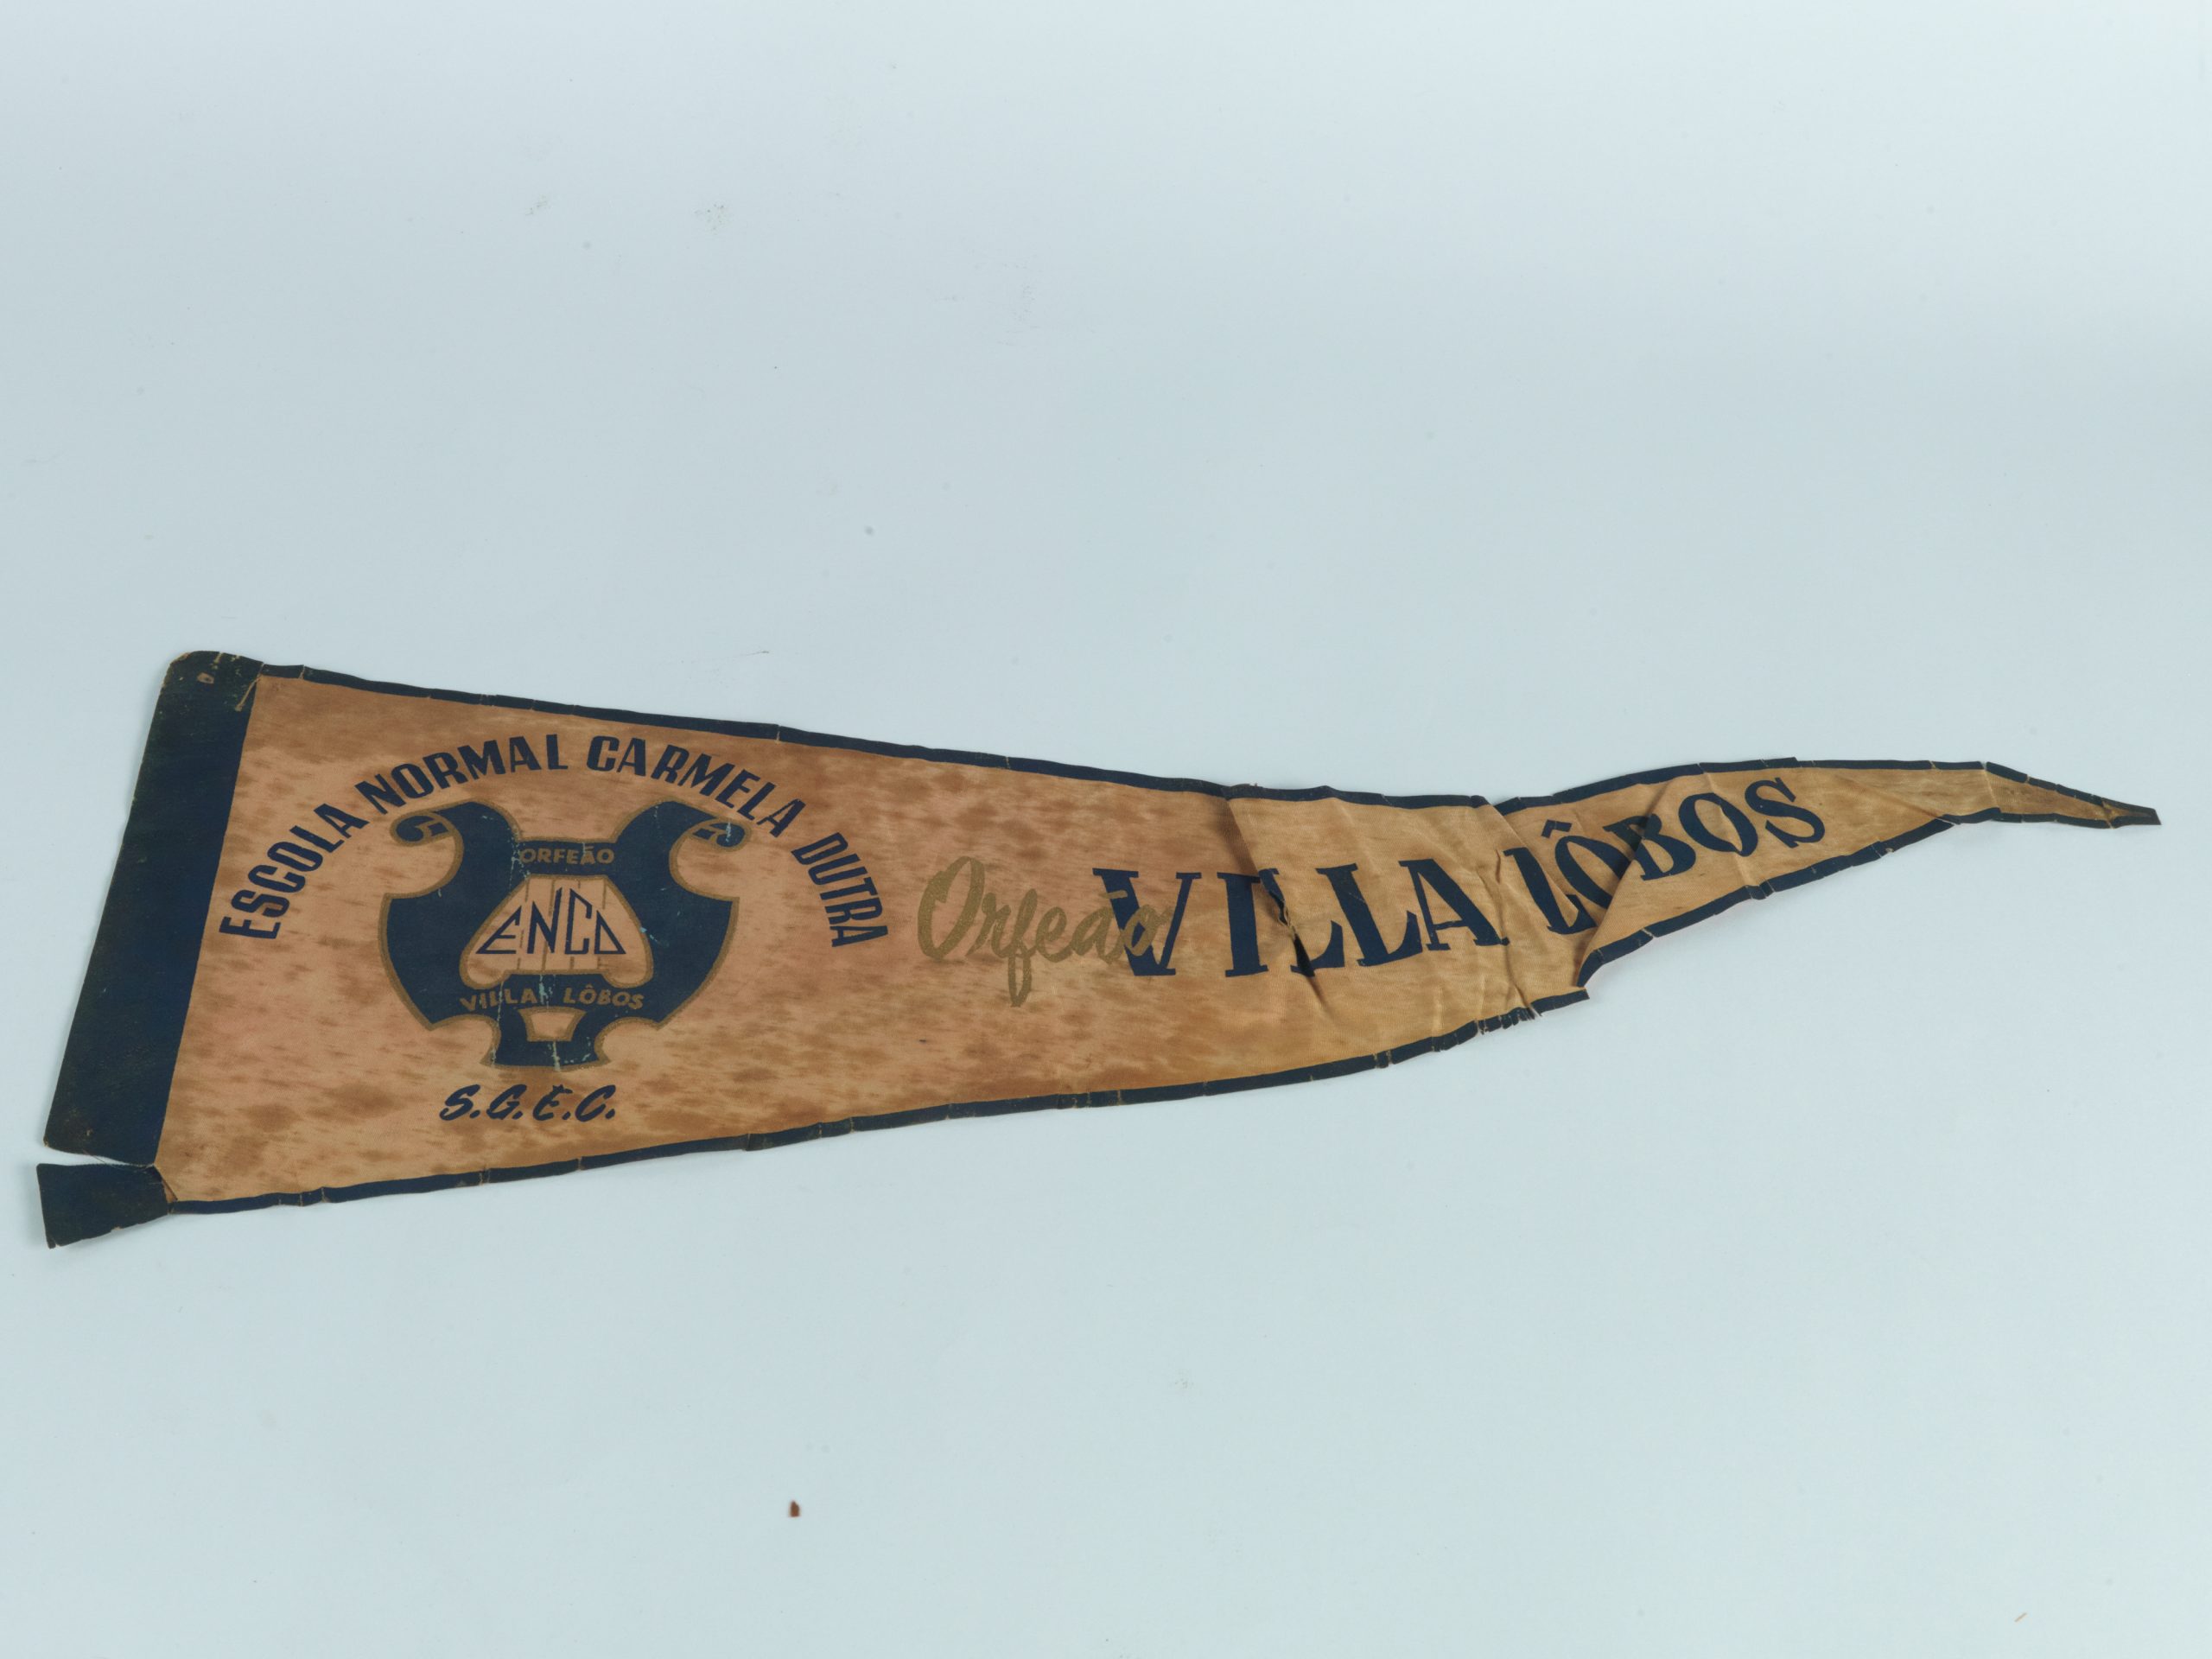 ESCOLA NORMAL CARMELA DUTRA
ORFEÃO
ENCD
VILLA LÔBOS
S.G.E.C.
Orfeão VILLA LÔBOS